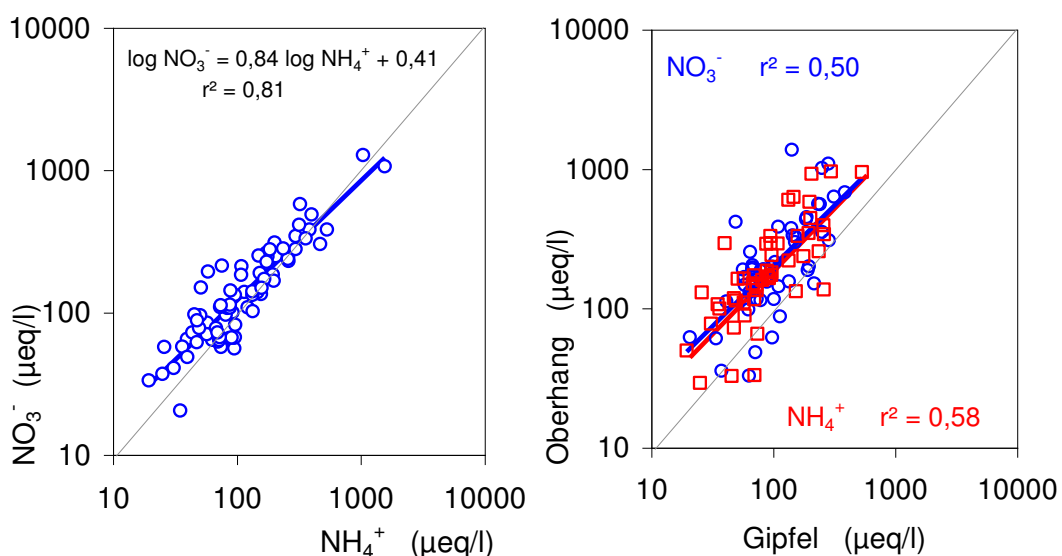 10000
log NO₃⁻ = 0,84 log NH₄⁺ + 0,41
r² = 0,81
1000
100
10
10 100 1000 10000
NO₃⁻ (µeq/l)
NH₄⁺ (µeq/l)
10000
NO₃⁻ r² = 0,50
1000
100
NH₄⁺ r² = 0,58
10
10 100 1000 10000
Oberhang (µeq/l)
Gipfel (µeq/l)